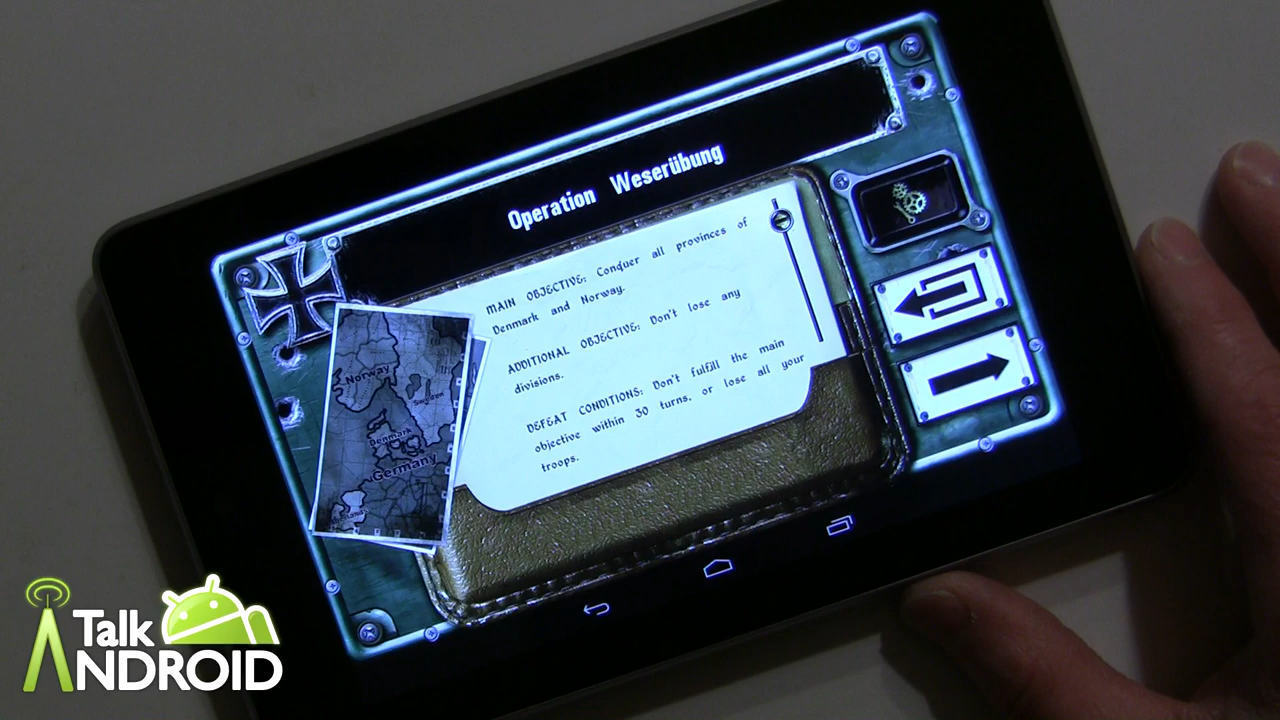 Operation Weserübung
MAIN OBJECTIVE: Conquer all provinces of
Denmark and Norway.
ADDITIONAL OBJECTIVE: Don't lose any
divisions.
DEFEAT CONDITIONS: Don't fulfill the main
objective within 30 turns, or lose all your
troops.
Norway
Denmark
Germany
Talk
ANDROID